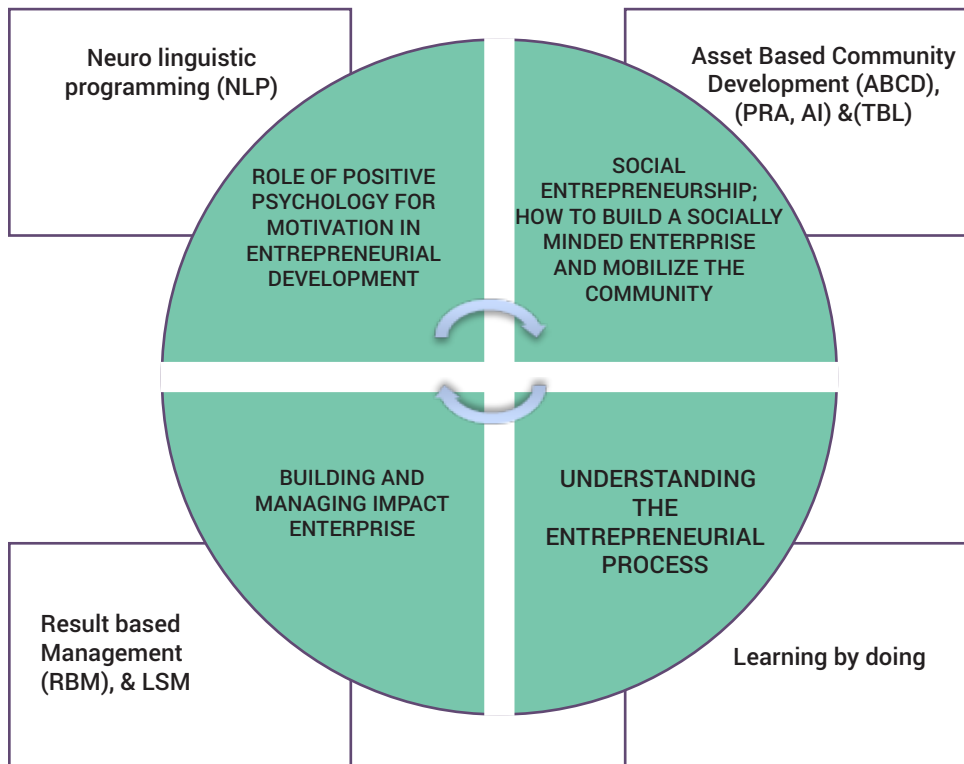 Neuro linguistic
programming (NLP)
Asset Based Community
Development (ABCD),
(PRA, AI) &(TBL)
ROLE OF POSITIVE
PSYCHOLOGY FOR
MOTIVATION IN
ENTREPRENEURIAL
DEVELOPMENT
SOCIAL
ENTREPRENEURSHIP;
HOW TO BUILD A SOCIALLY
MINDED ENTERPRISE
AND MOBILIZE THE
COMMUNITY
BUILDING AND
MANAGING IMPACT
ENTERPRISE
UNDERSTANDING
THE
ENTREPRENEURIAL
PROCESS
Result based
Management
(RBM), & LSM
Learning by doing